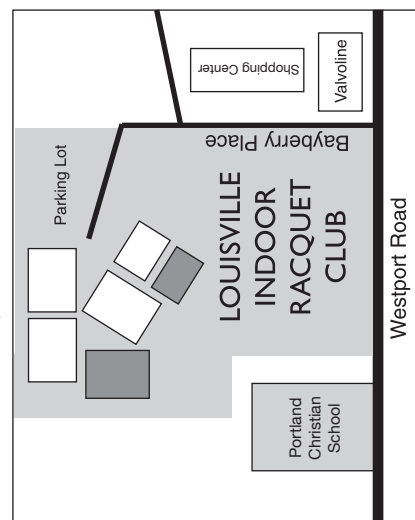 Shopping Center
Valvoline
Bayberry Place
Parking Lot
LOUISVILLE
INDOOR
RACQUET
CLUB
Portland
Christian
School
Westport Road